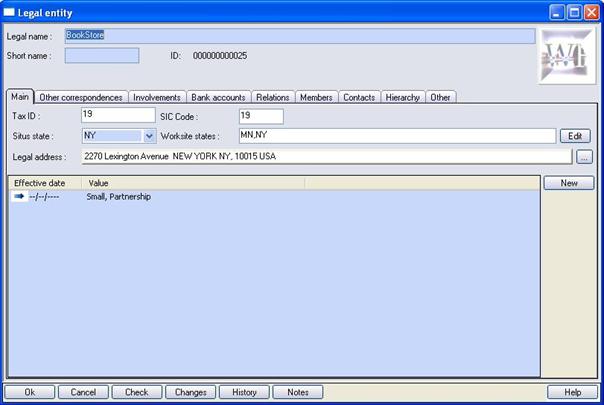 Legal entity
Legal name : BookStore
Short name : ID: 000000000025
Main Other correspondences Involvements Bank accounts Relations Members Contacts Hierarchy Other
Tax ID : 19 SIC Code : 19
Situs state : NY Worksite states : MN,NY Edit
Legal address : 2270 Lexington Avenue NEW YORK NY, 10015 USA ...
Effective date Value New
--/--/---- Small, Partnership
Ok Cancel Check Changes History Notes Help